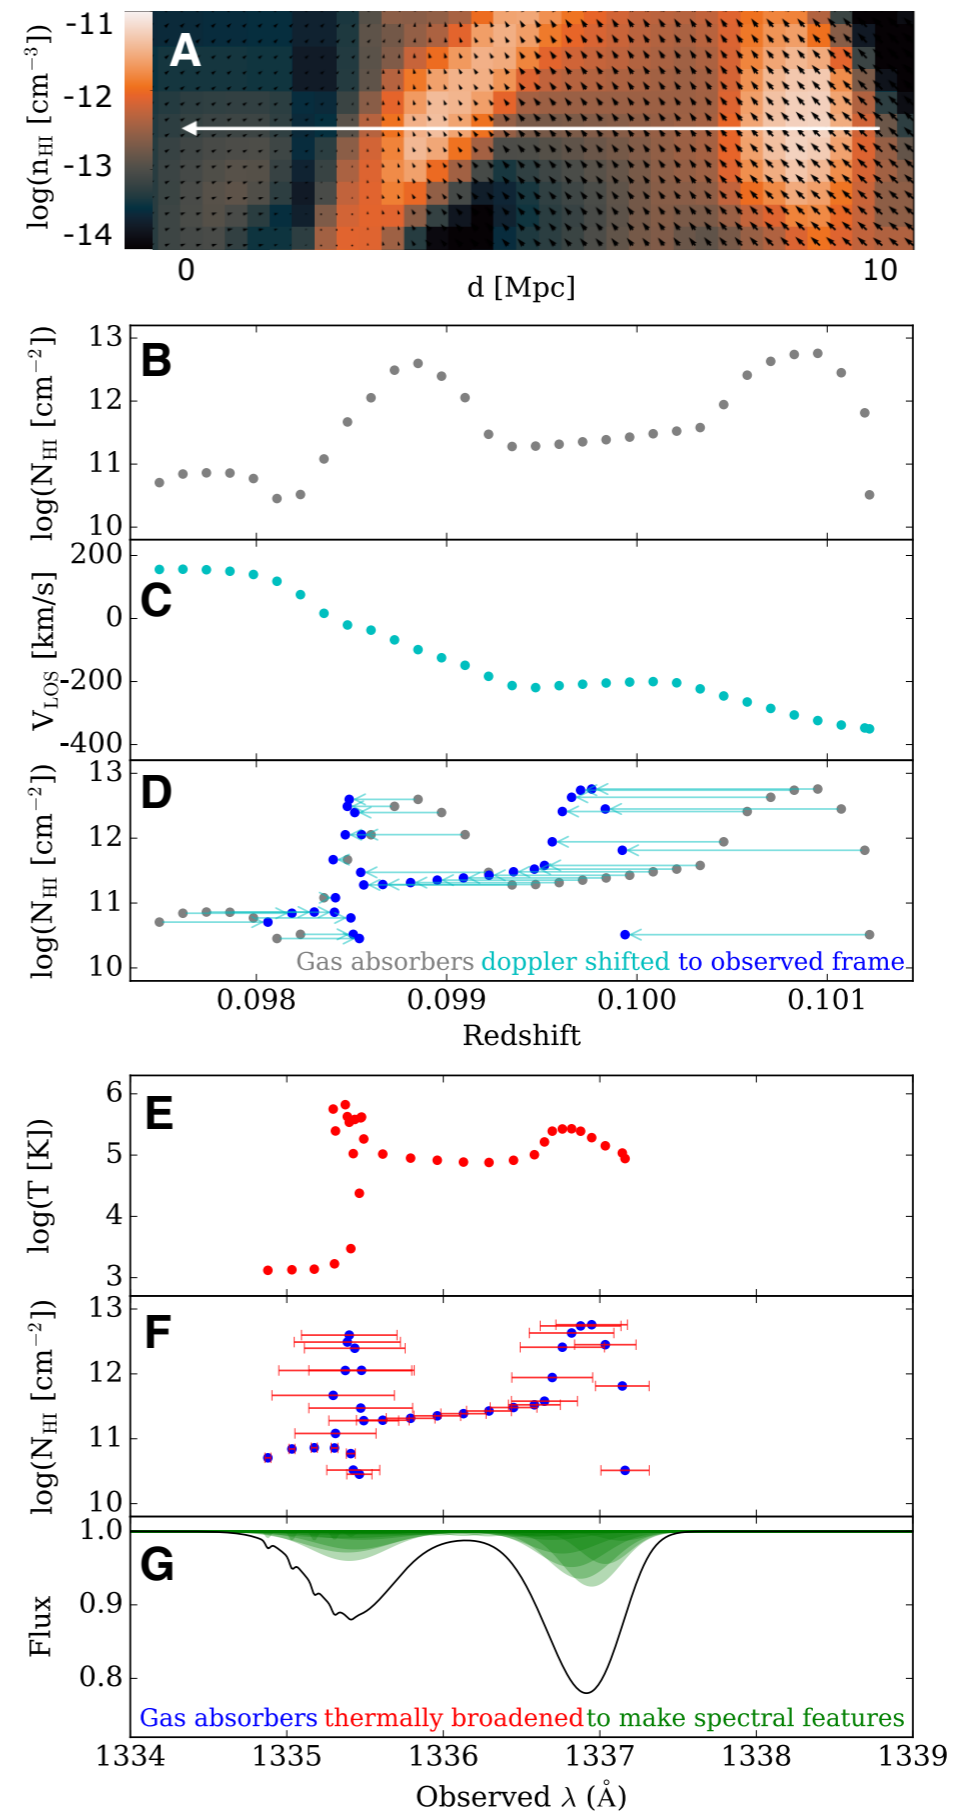 A
log(n_HI [cm⁻³])
-11
-12
-13
-14
0
10
d [Mpc]
B
log(N_HI [cm⁻²])
13
12
11
10
C
V_LOS [km/s]
200
0
-200
-400
D
log(N_HI [cm⁻²])
13
12
11
10
Gas absorbers doppler shifted to observed frame
0.098 0.099 0.100 0.101
Redshift
E
log(T [K])
6
5
4
3
F
log(N_HI [cm⁻²])
13
12
11
10
G
Flux
1.0
0.9
0.8
Gas absorbers thermally broadened to make spectral features
1334 1335 1336 1337 1338 1339
Observed λ (Å)